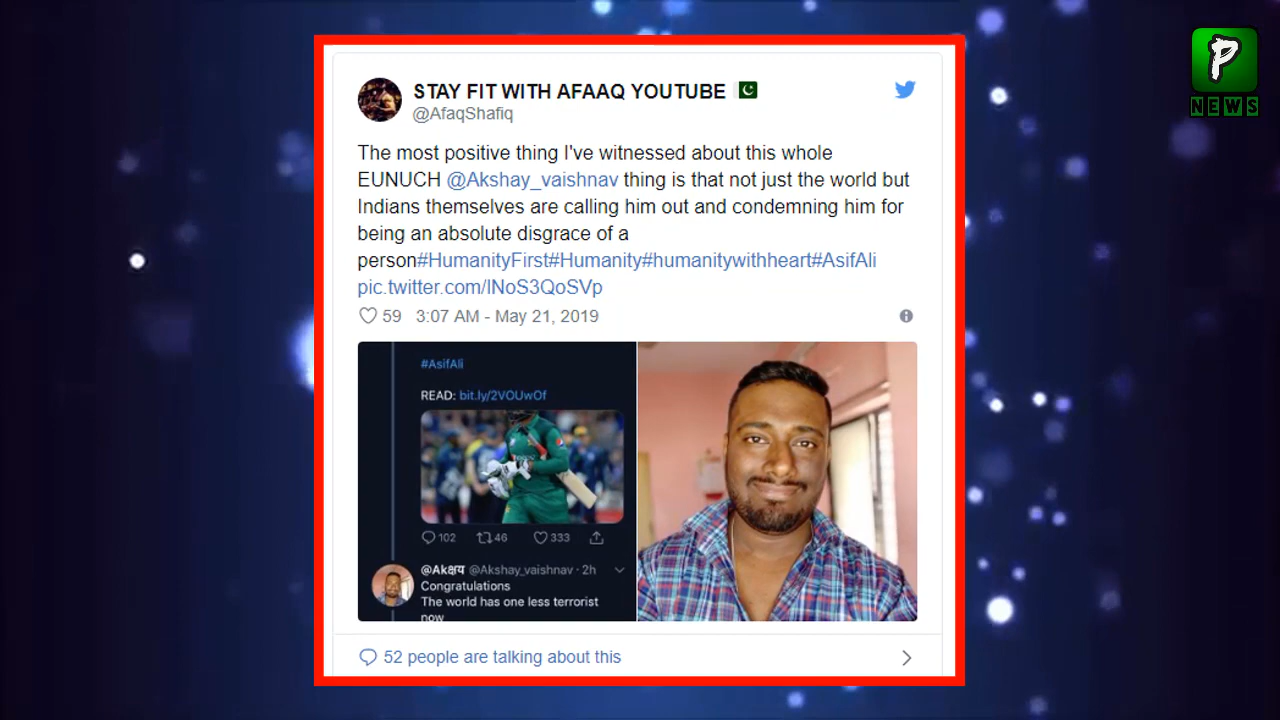 P
NEWS
STAY FIT WITH AFAAQ YOUTUBE
@AfaqShafiq
The most positive thing I've witnessed about this whole
EUNUCH @Akshay_vaishnav thing is that not just the world but
Indians themselves are calling him out and condemning him for
being an absolute disgrace of a
person#HumanityFirst#Humanity#humanitywithheart#AsifAli
pic.twitter.com/lNoS3QoSVp
59 3:07 AM - May 21, 2019
#AsifAli
READ: bit.ly/2VOUwOf
102 46 333
@Akक्षय @Akshay_vaishnav · 2h
Congratulations
The world has one less terrorist
now
52 people are talking about this